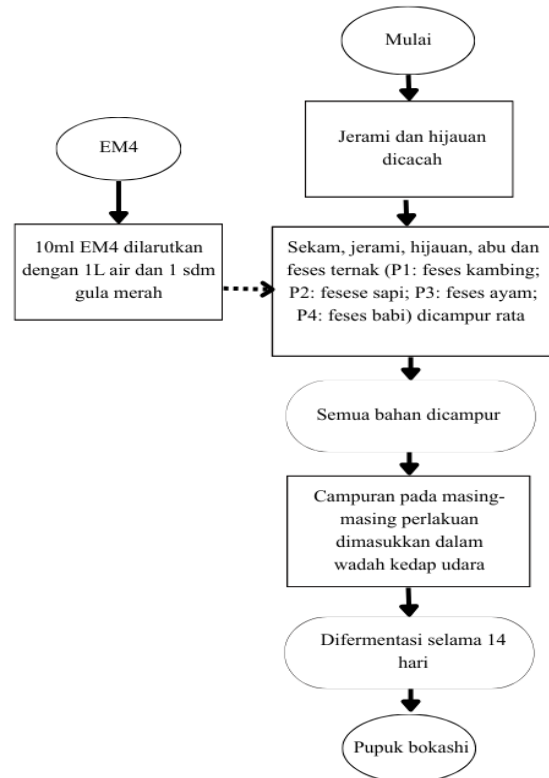 Mulai
Jerami dan hijauan
dicacah
EM4
10ml EM4 dilarutkan
dengan 1L air dan 1 sdm
gula merah
Sekam, jerami, hijauan, abu dan
feses ternak (P1: feses kambing;
P2: fesese sapi; P3: feses ayam;
P4: feses babi) dicampur rata
Semua bahan dicampur
Campuran pada masing-
masing perlakuan
dimasukkan dalam
wadah kedap udara
Difermentasi selama 14
hari
Pupuk bokashi